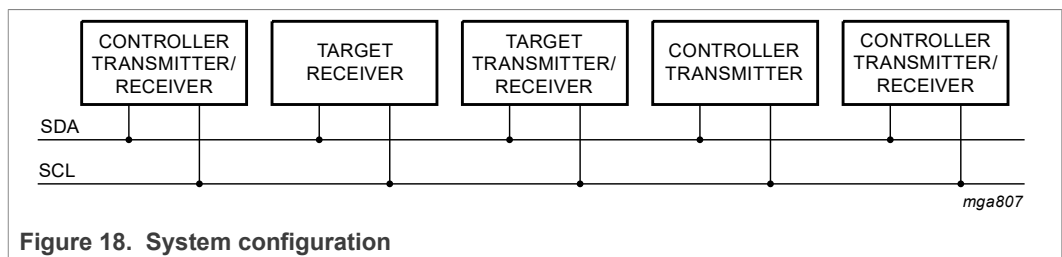 CONTROLLER
TRANSMITTER/
RECEIVER
TARGET
RECEIVER
TARGET
TRANSMITTER/
RECEIVER
CONTROLLER
TRANSMITTER
CONTROLLER
TRANSMITTER/
RECEIVER
SDA
SCL
mga807
Figure 18. System configuration